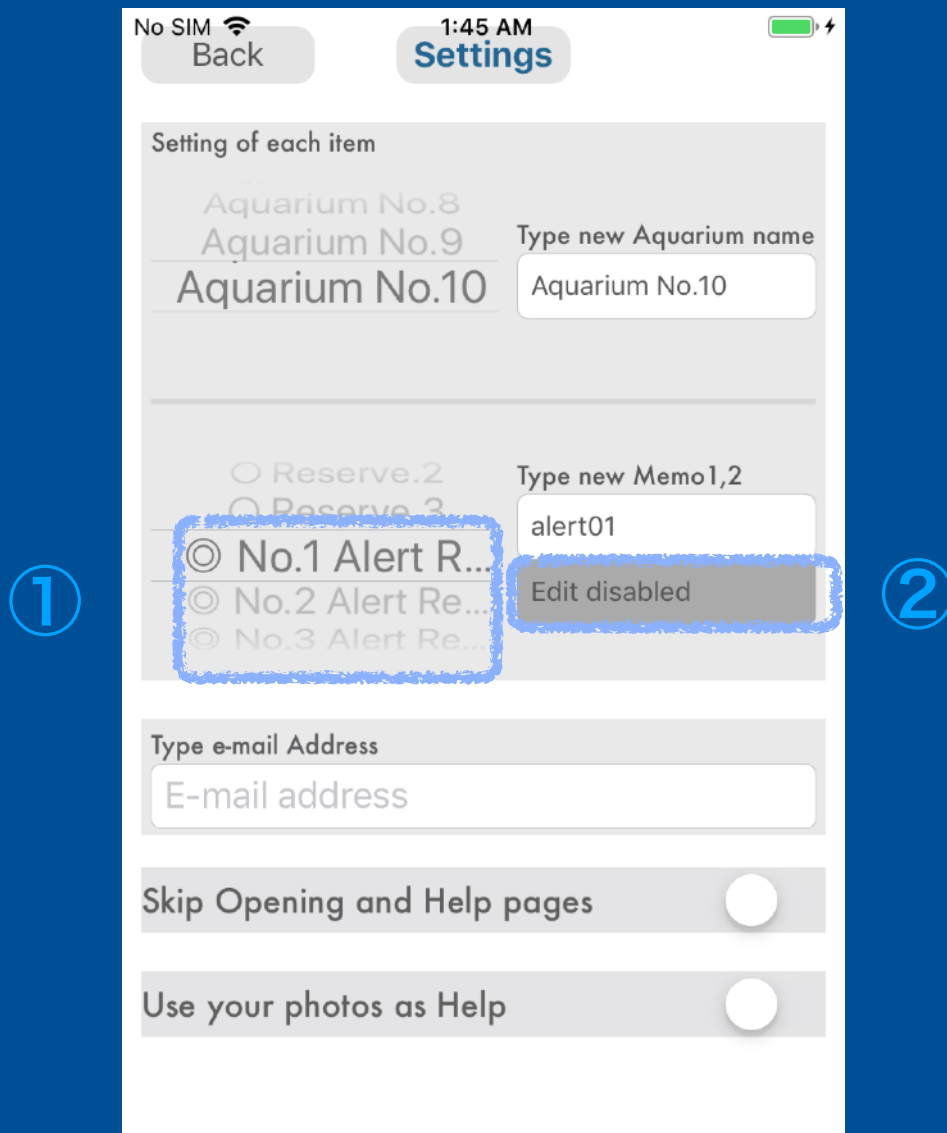 No SIM 1:45 AM
Back Settings
Setting of each item
Aquarium No.8
Aquarium No.9
Aquarium No.10
Type new Aquarium name
Aquarium No.10
○ Reserve.2
○ Reserve.3
◎ No.1 Alert R...
◎ No.2 Alert Re...
◎ No.3 Alert Re...
Type new Memo1,2
alert01
Edit disabled
①
②
Type e-mail Address
E-mail address
Skip Opening and Help pages
Use your photos as Help